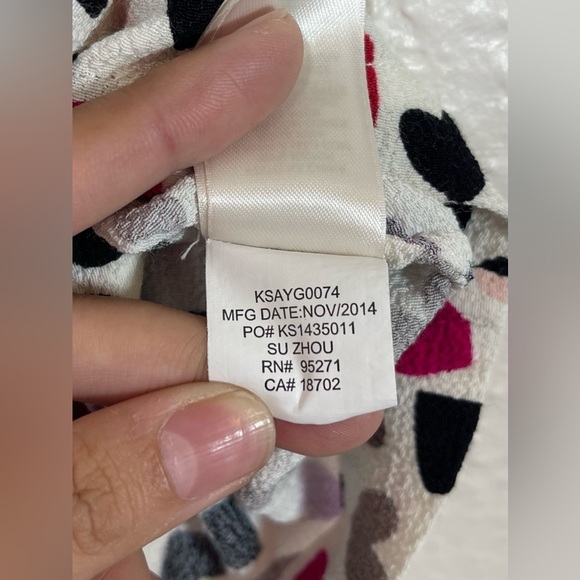 KSAYG0074
MFG DATE:NOV/2014
PO# KS1435011
SU ZHOU
RN# 95271
CA# 18702